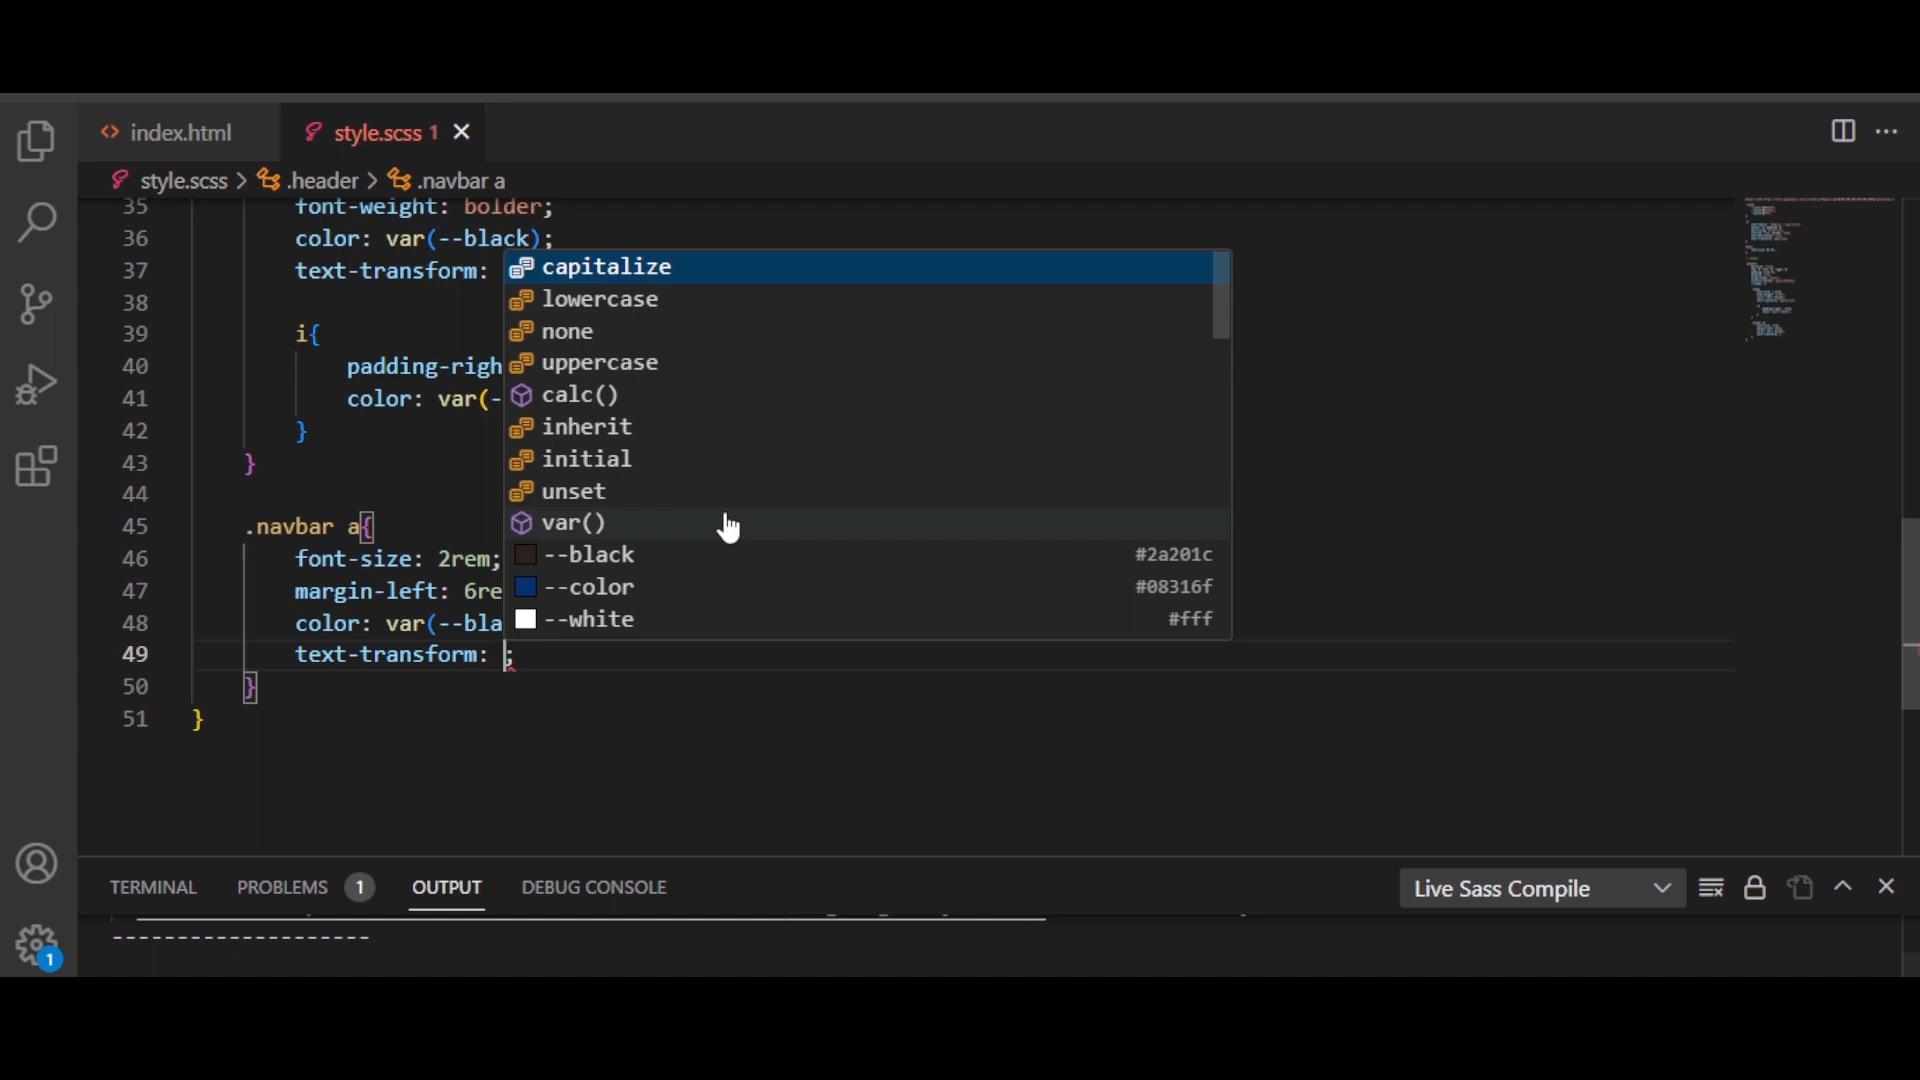 index.html
style.scss 1
style.scss > .header > .navbar a
35 font-weight: bolder;
36 color: var(--black);
37 text-transform:
38
39 i{
40 padding-righ
41 color: var(-
42 }
43 }
44
45 .navbar a{
46 font-size: 2rem;
47 margin-left: 6re
48 color: var(--bla
49 text-transform: ;
50 }
51 }
capitalize
lowercase
none
uppercase
calc()
inherit
initial
unset
var()
--black #2a201c
--color #08316f
--white #fff
TERMINAL PROBLEMS 1 OUTPUT DEBUG CONSOLE
Live Sass Compile
--------------------
1